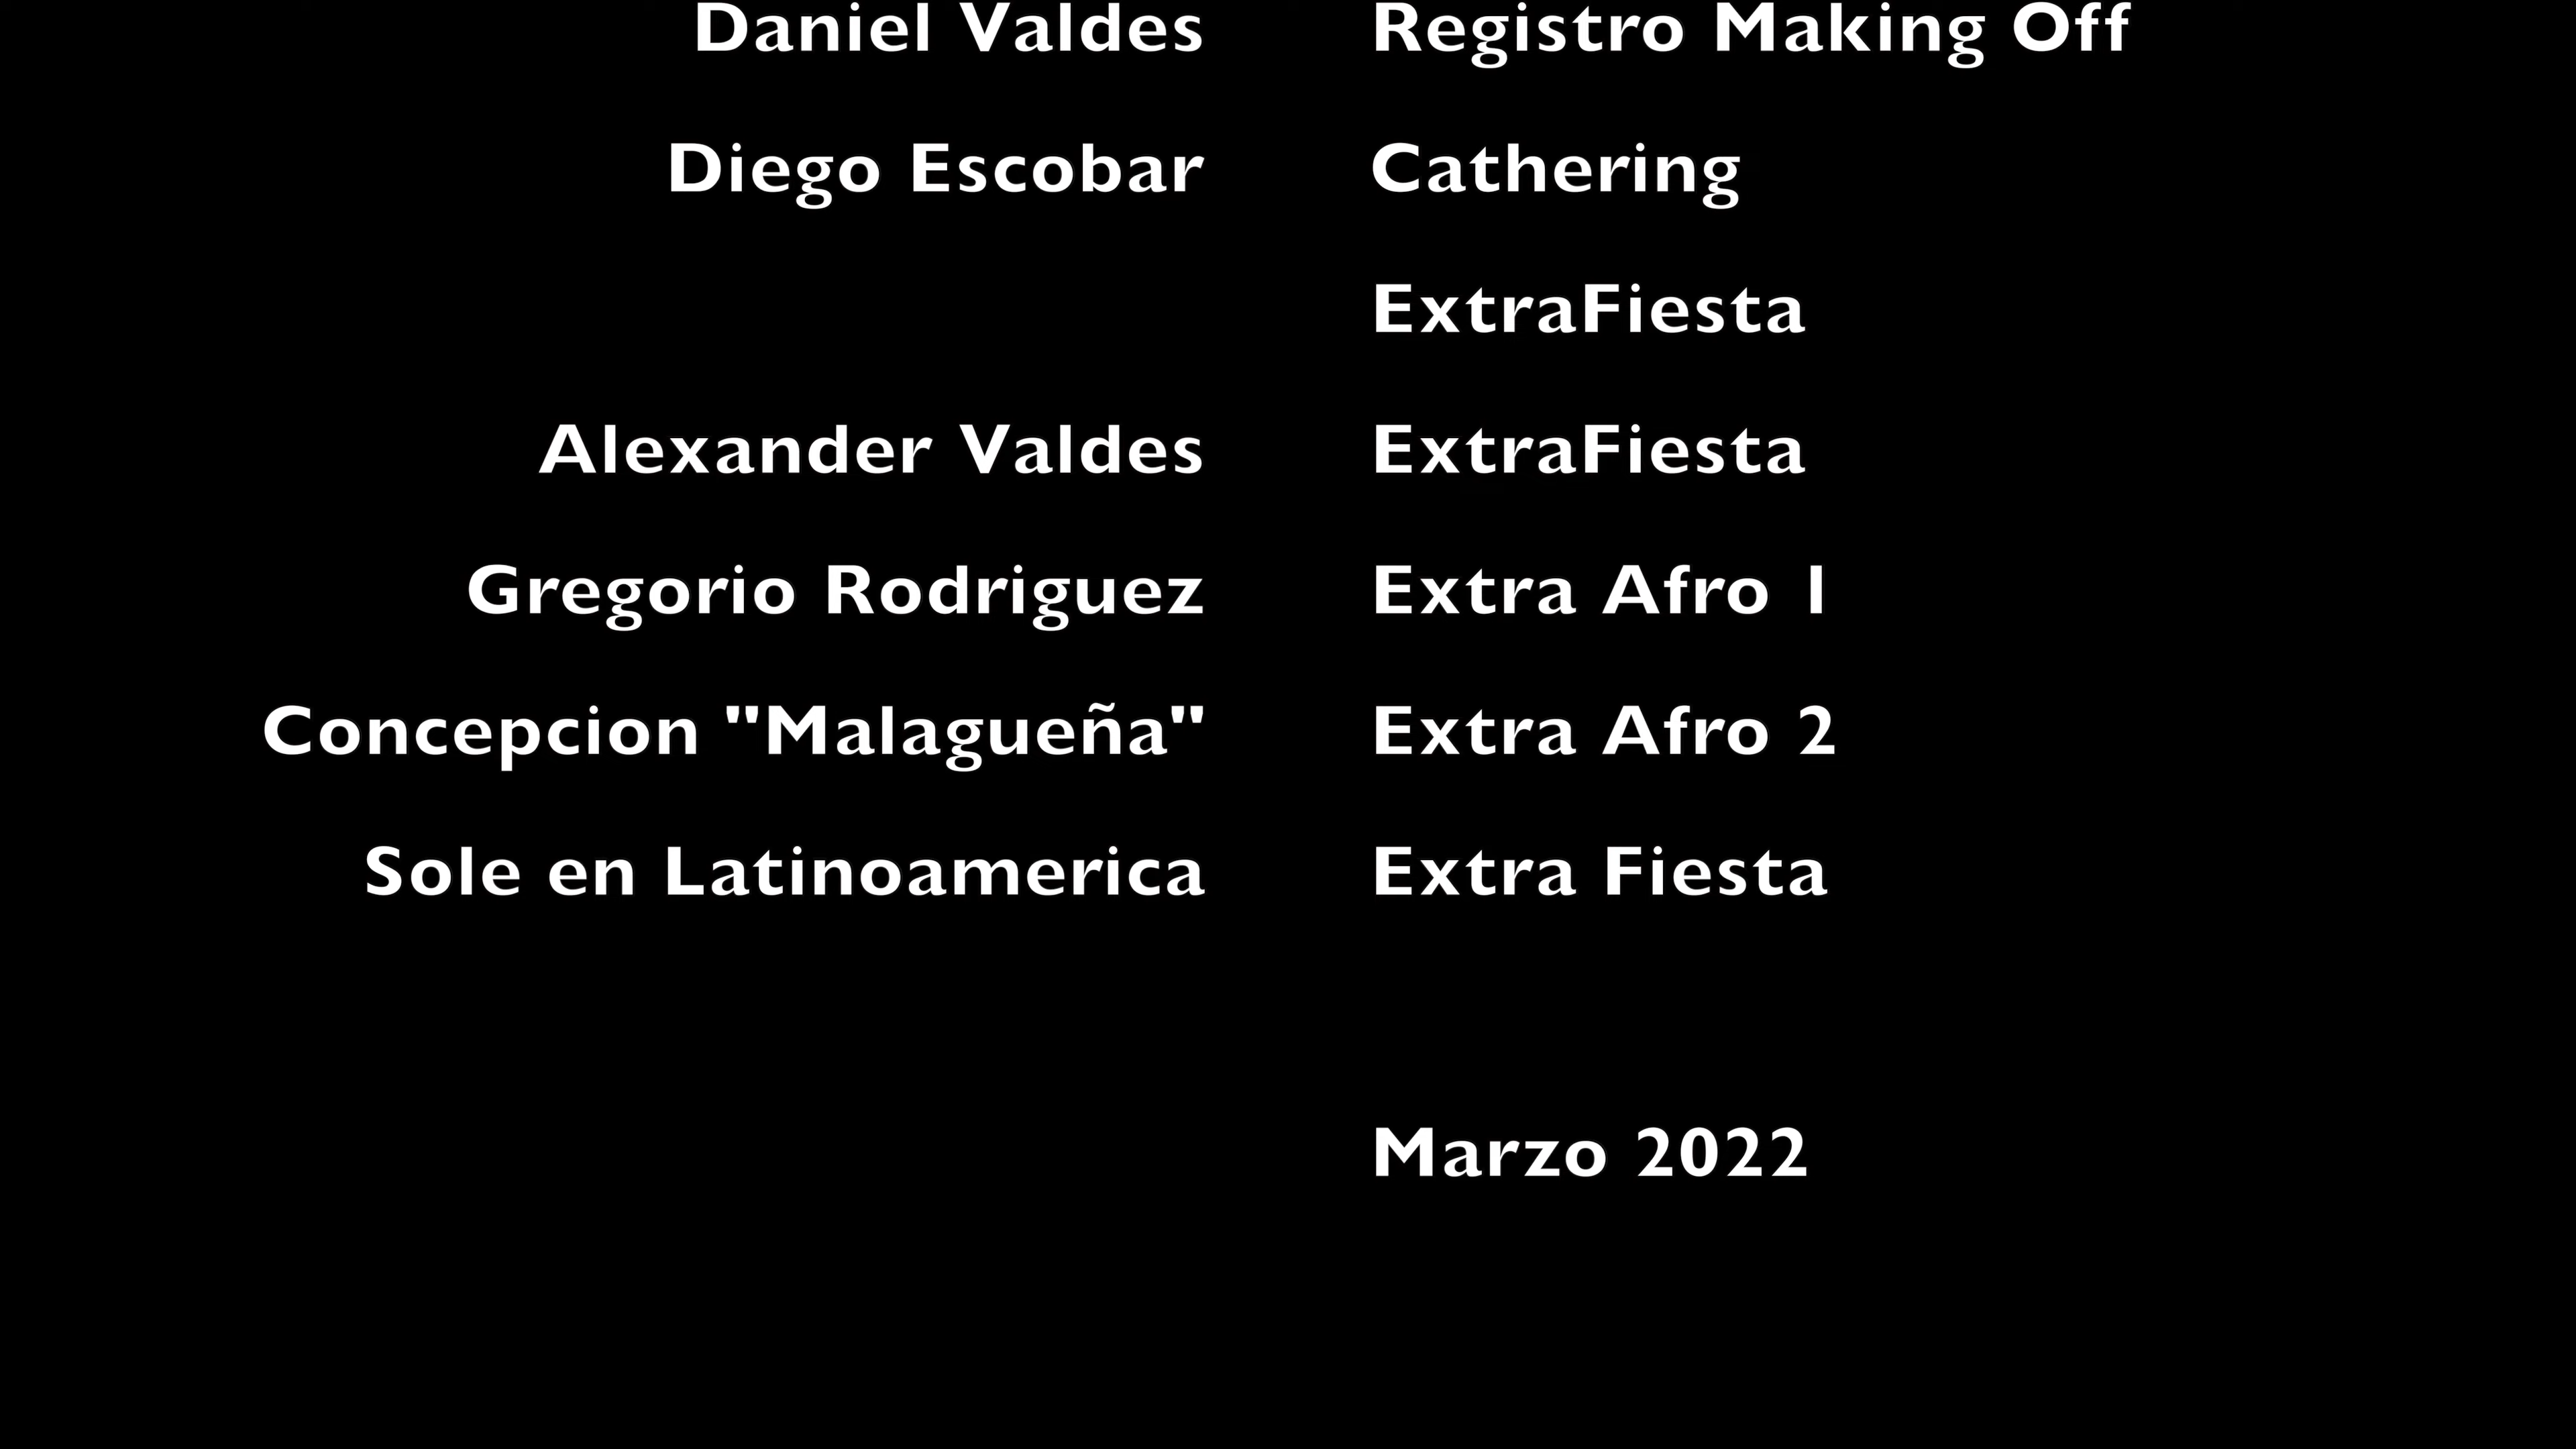 Daniel Valdes Registro Making Off
Diego Escobar Cathering
ExtraFiesta
Alexander Valdes ExtraFiesta
Gregorio Rodriguez Extra Afro 1
Concepcion "Malagueña" Extra Afro 2
Sole en Latinoamerica Extra Fiesta
Marzo 2022